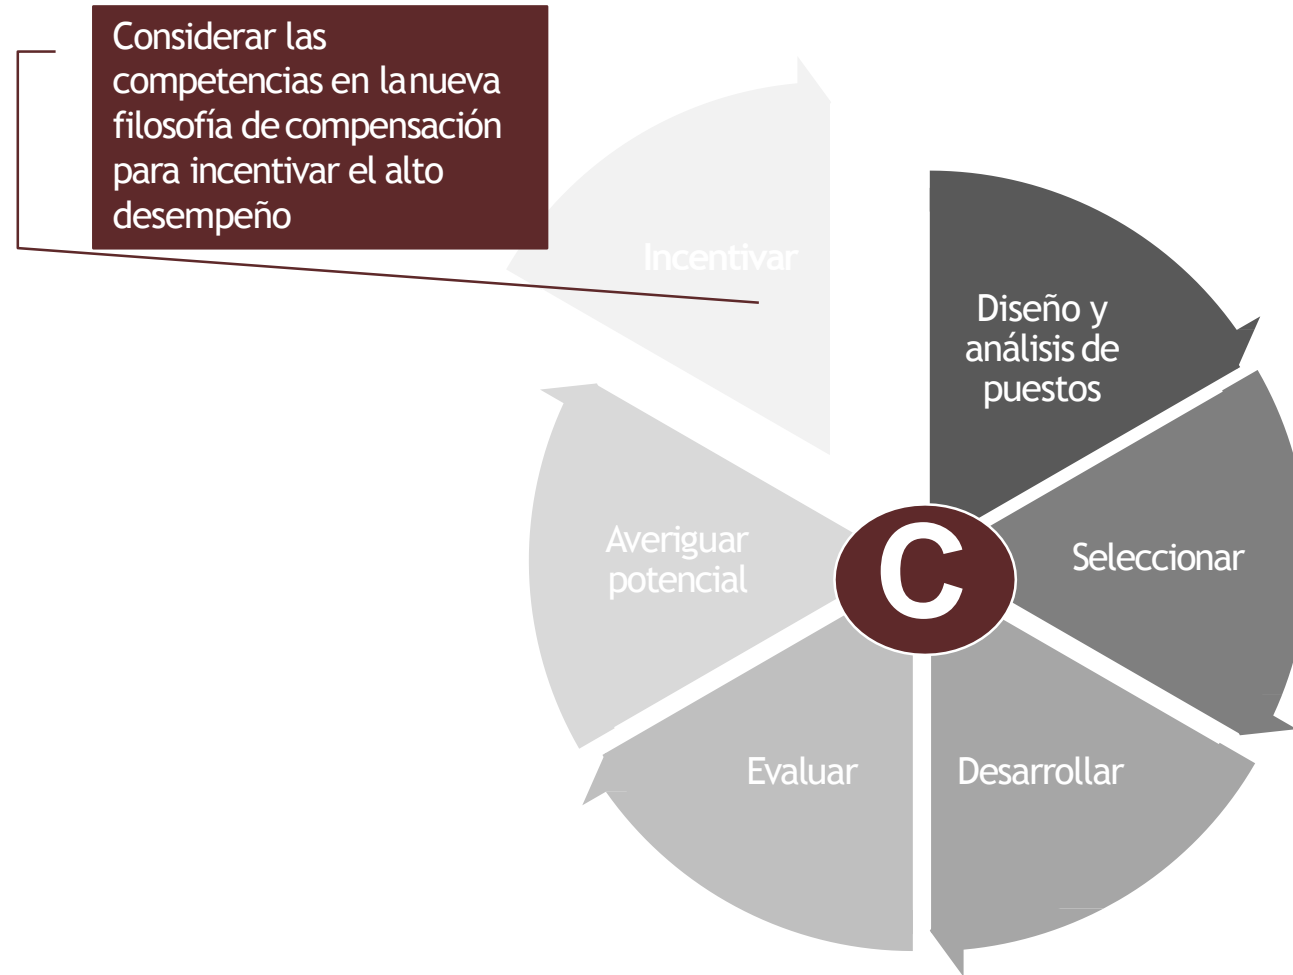 Considerar las
competencias en la nueva
filosofía de compensación
para incentivar el alto
desempeño
Incentivar
Diseño y
análisis de
puestos
Averiguar
potencial
C
Seleccionar
Evaluar
Desarrollar